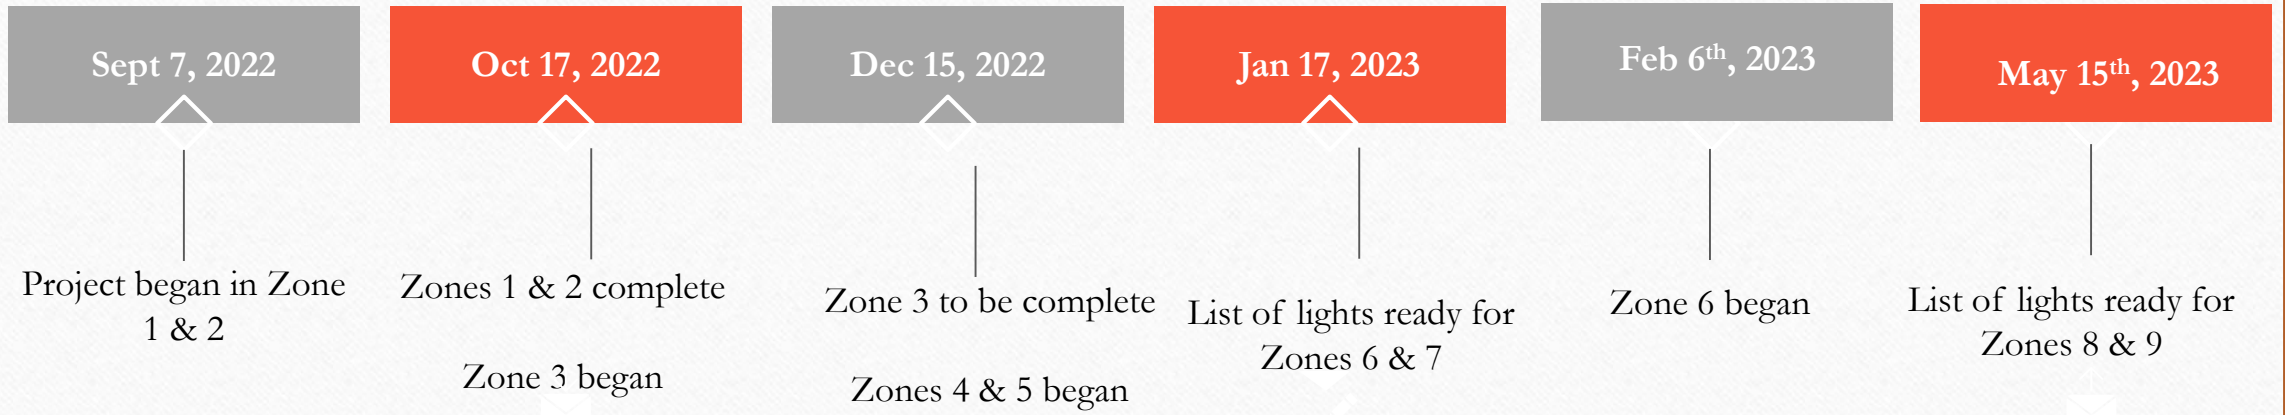 Sept 7, 2022
Oct 17, 2022
Dec 15, 2022
Jan 17, 2023
Feb 6th, 2023
May 15th, 2023
Project began in Zone
1 & 2
Zones 1 & 2 complete
Zone 3 began
Zone 3 to be complete
Zones 4 & 5 began
List of lights ready for
Zones 6 & 7
Zone 6 began
List of lights ready for
Zones 8 & 9